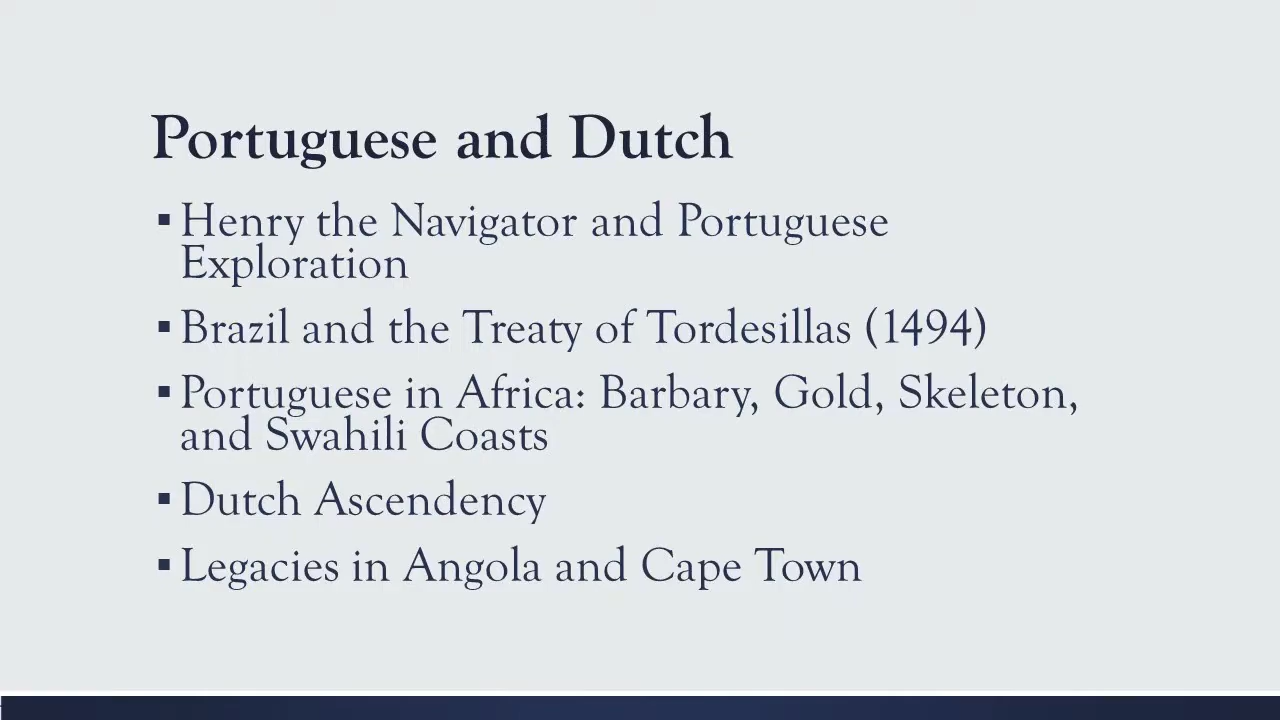 Portuguese and Dutch
▪ Henry the Navigator and Portuguese
Exploration
▪ Brazil and the Treaty of Tordesillas (1494)
▪ Portuguese in Africa: Barbary, Gold, Skeleton,
and Swahili Coasts
▪ Dutch Ascendency
▪ Legacies in Angola and Cape Town